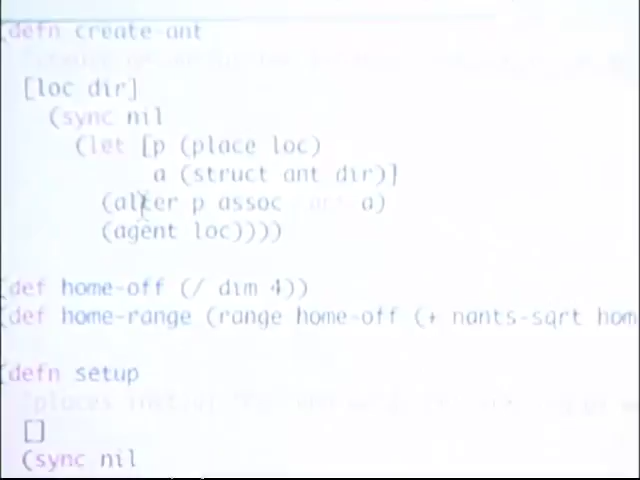 (defn create-ant
[loc dir]
(sync nil
(let [p (place loc)
a (struct ant dir)]
(alter p assoc :ant a)
(agent loc))))
(def home-off (/ dim 4))
(def home-range (range home-off (+ nants-sqrt hom
(defn setup
[]
(sync nil